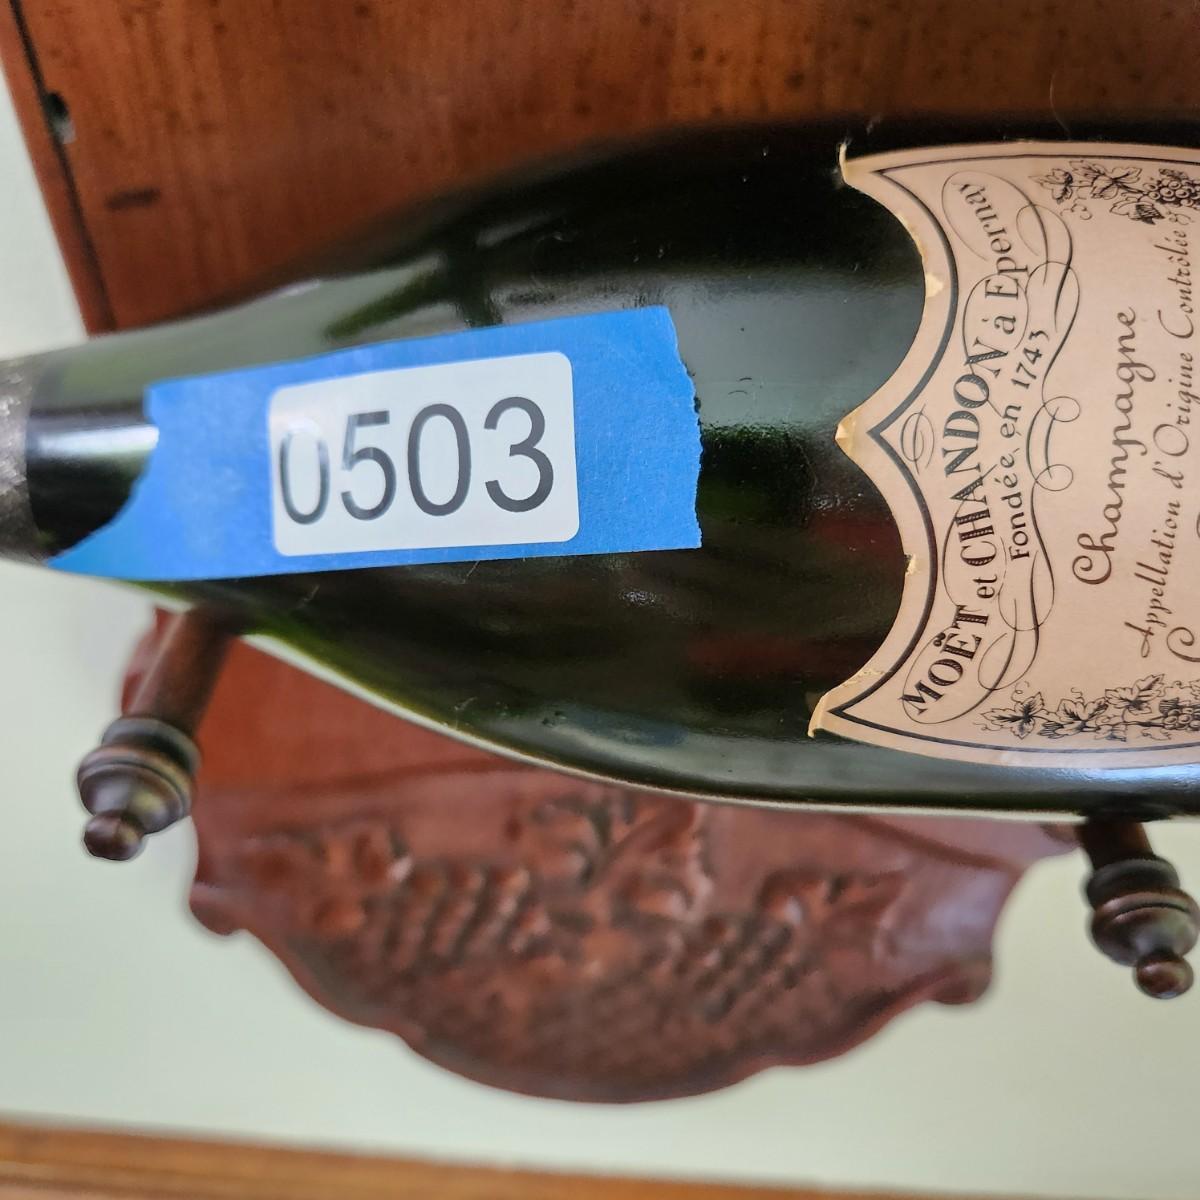 0503
MOËT et CHANDON à Epernay
Fondée en 1743
Champagne
Appellation d'Origine Contrôlée